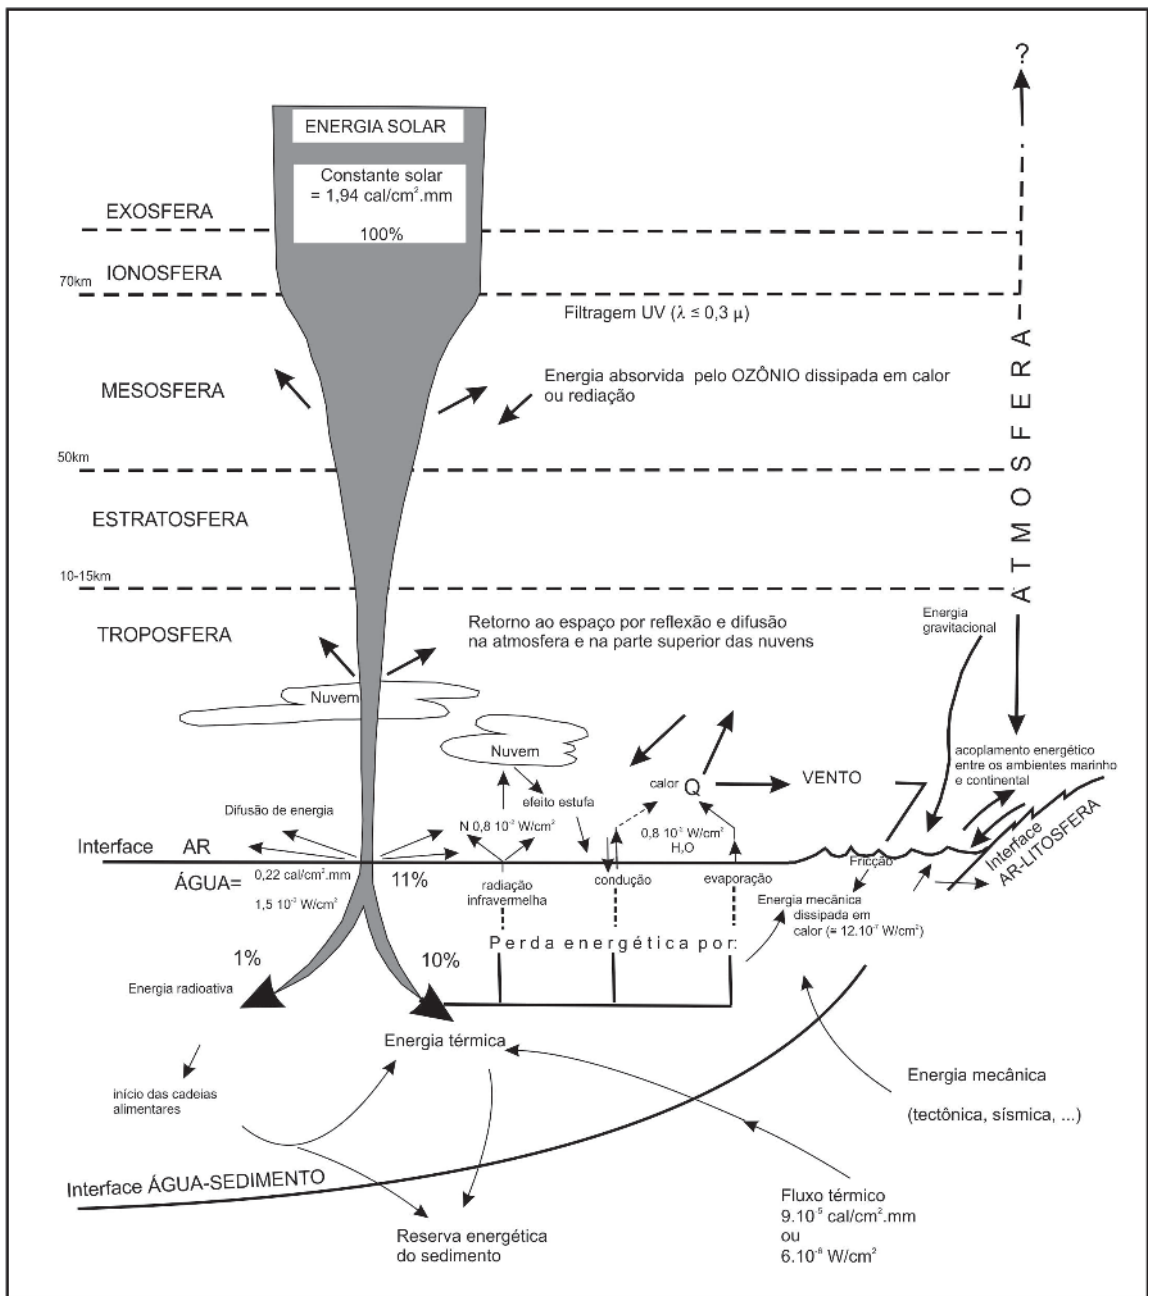 ?
ENERGIA SOLAR
Constante solar
= 1,94 cal/cm².mm
100%
EXOSFERA
IONOSFERA
70km
Filtragem UV (λ ≤ 0,3 μ)
MESOSFERA
Energia absorvida pelo OZÔNIO dissipada em calor
ou rediação
ATMOSFERA
50km
ESTRATOSFERA
10-15km
TROPOSFERA
Retorno ao espaço por reflexão e difusão
na atmosfera e na parte superior das nuvens
Energia
gravitacional
Nuvem
Nuvem
calor Q
VENTO
acoplamento energético
entre os ambientes marinho
e continental
Difusão de energia
efeito estufa
N 0,8 10⁻² W/cm²
0,8 10⁻² W/cm²
H₂O
Interface AR
ÁGUA=
0,22 cal/cm².mm
1,5 10⁻² W/cm²
11%
radiação
infravermelha
condução
evaporação
Fricção
Interface
AR-LITOSFERA
Energia mecânica
dissipada em
calor (≅ 12.10⁻⁷ W/cm²)
Perda energética por:
1%
10%
Energia radioativa
Energia térmica
início das cadeias
alimentares
Energia mecânica
(tectônica, sísmica, ...)
Interface ÁGUA-SEDIMENTO
Reserva energética
do sedimento
Fluxo térmico
9.10⁻⁵ cal/cm².mm
ou
6.10⁻⁶ W/cm²